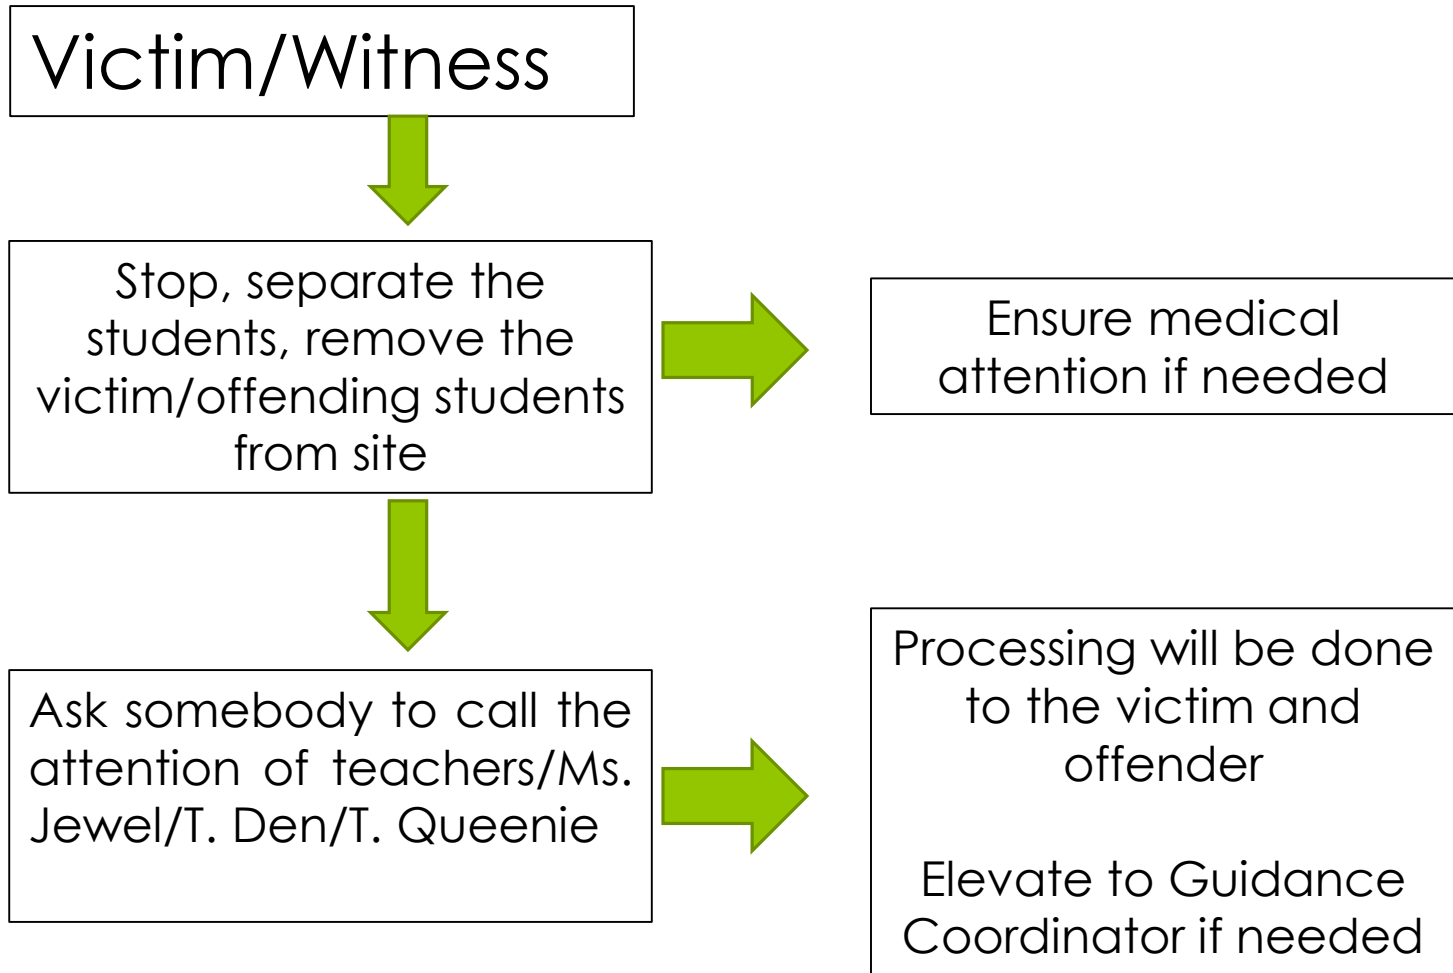 Victim/Witness
Stop, separate the
students, remove the
victim/offending students
from site
Ensure medical
attention if needed
Ask somebody to call the
attention of teachers/Ms.
Jewel/T. Den/T. Queenie
Processing will be done
to the victim and
offender
Elevate to Guidance
Coordinator if needed